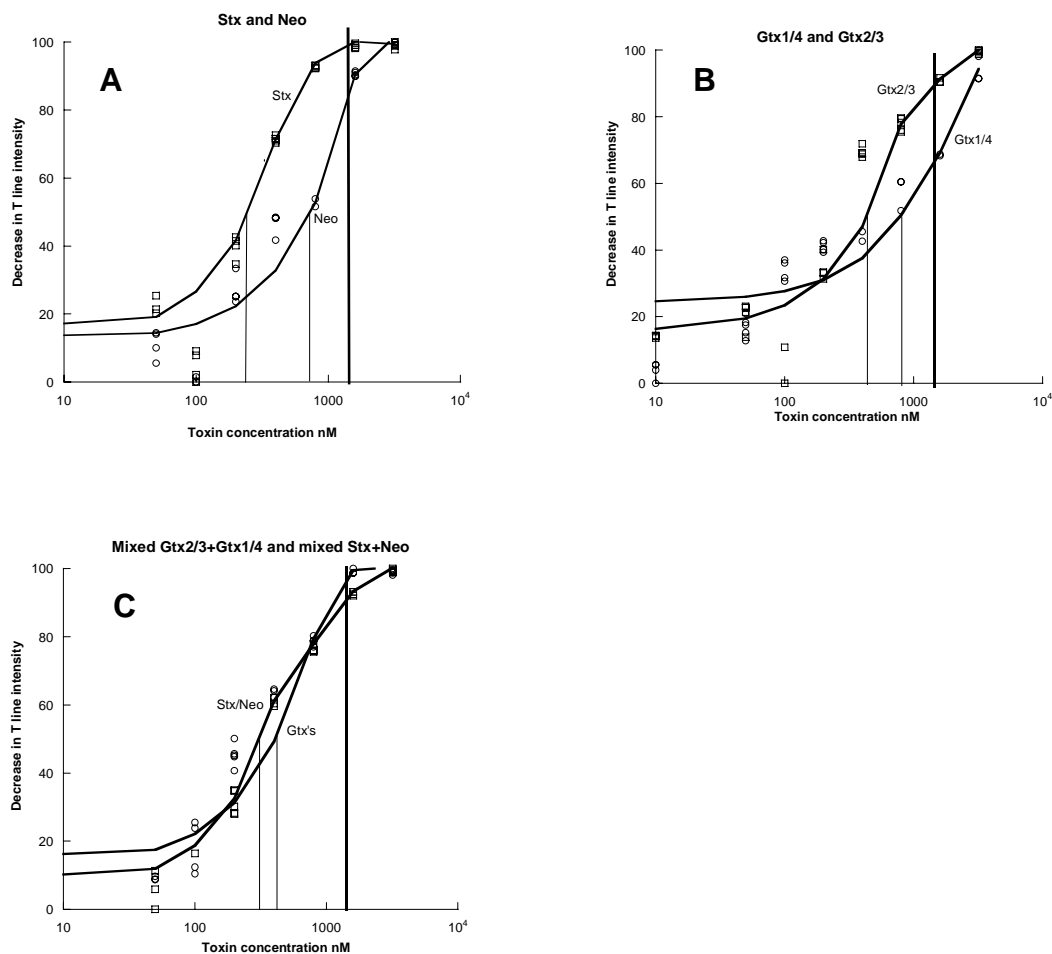 Stx and Neo
A
100
80
60
40
20
0
Decrease in T line intensity
Stx
Neo
10
100
1000
10⁴
Toxin concentration nM
Gtx1/4 and Gtx2/3
B
100
80
60
40
20
0
Decrease in T line intensity
Gtx2/3
Gtx1/4
10
100
1000
10⁴
Toxin concentration nM
Mixed Gtx2/3+Gtx1/4 and mixed Stx+Neo
C
100
80
60
40
20
0
Decrease in T line intensity
Stx/Neo
Gtx's
10
100
1000
10⁴
Toxin concentration nM